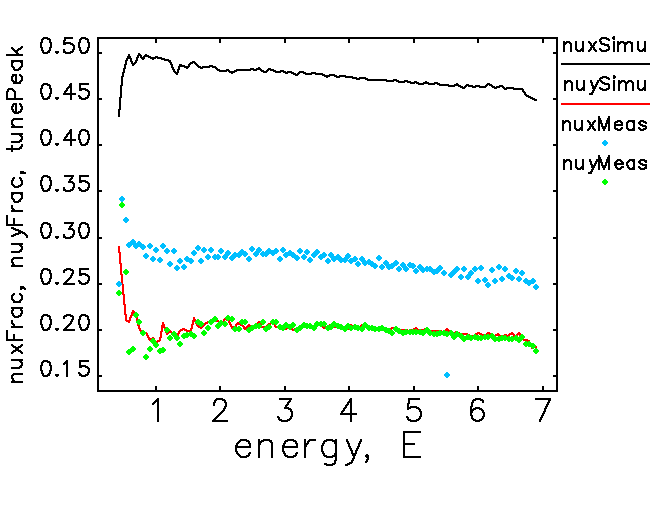 nuxFrac, nuyFrac, tunePeak
0.50
0.45
0.40
0.35
0.30
0.25
0.20
0.15
1 2 3 4 5 6 7
energy, E
nuxSimu
nuySimu
nuxMeas
nuyMeas